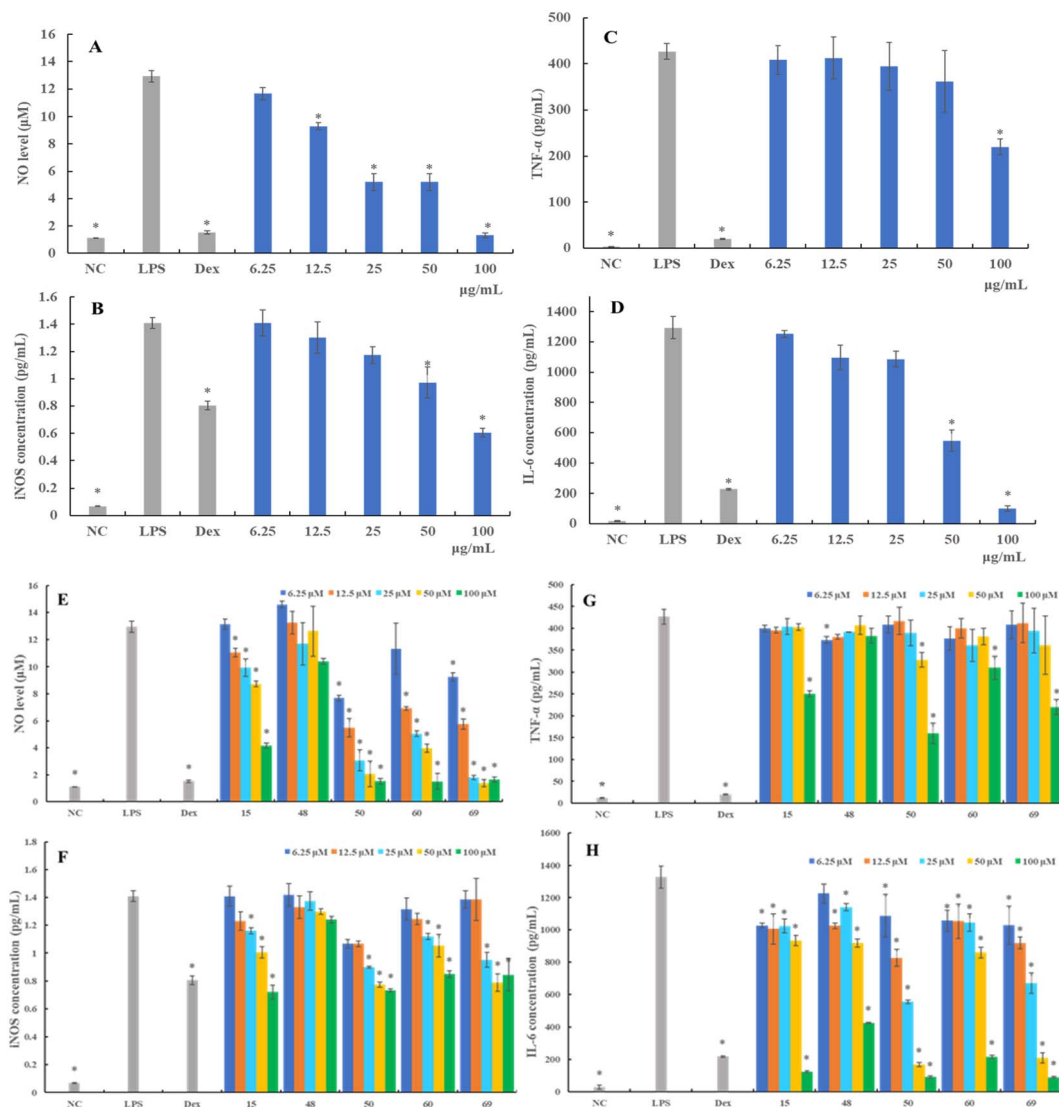 A
NO level (μM)
16
14
12
10
8
6
4
2
0
* * * * * *
NC LPS Dex 6.25 12.5 25 50 100
μg/mL
C
TNF-α (pg/mL)
500
400
300
200
100
0
* * *
NC LPS Dex 6.25 12.5 25 50 100
μg/mL
B
iNOS concentration (pg/mL)
1.6
1.4
1.2
1
0.8
0.6
0.4
0.2
0
* * * *
NC LPS Dex 6.25 12.5 25 50 100
μg/mL
D
IL-6 concentration (pg/mL)
1400
1200
1000
800
600
400
200
0
* * * *
NC LPS Dex 6.25 12.5 25 50 100
μg/mL
E
6.25 μM 12.5 μM 25 μM 50 μM 100 μM
NO level (μM)
16
14
12
10
8
6
4
2
0
NC LPS Dex 15 48 50 60 69
G
6.25 μM 12.5 μM 25 μM 50 μM 100 μM
TNF-α (pg/mL)
500
450
400
350
300
250
200
150
100
50
0
NC LPS Dex 15 48 50 60 69
F
6.25 μM 12.5 μM 25 μM 50 μM 100 μM
iNOS concentration (pg/mL)
1.8
1.6
1.4
1.2
1
0.8
0.6
0.4
0.2
0
NC LPS Dex 15 48 50 60 69
H
6.25 μM 12.5 μM 25 μM 50 μM 100 μM
IL-6 concentration (pg/mL)
1600
1400
1200
1000
800
600
400
200
0
NC LPS Dex 15 48 50 60 69